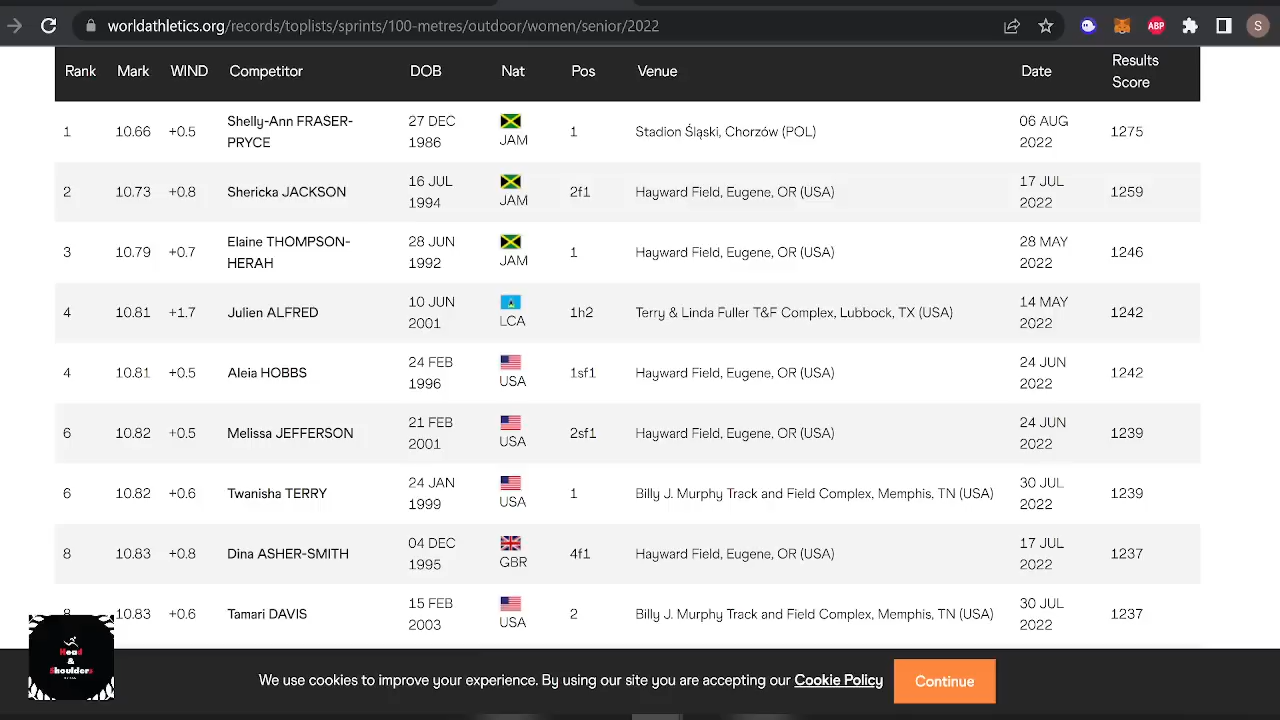 worldathletics.org/records/toplists/sprints/100-metres/outdoor/women/senior/2022
ABP
S
Rank Mark WIND Competitor DOB Nat Pos Venue Date Results Score
1 10.66 +0.5 Shelly-Ann FRASER-PRYCE 27 DEC 1986 JAM 1 Stadion Śląski, Chorzów (POL) 06 AUG 2022 1275
2 10.73 +0.8 Shericka JACKSON 16 JUL 1994 JAM 2f1 Hayward Field, Eugene, OR (USA) 17 JUL 2022 1259
3 10.79 +0.7 Elaine THOMPSON-HERAH 28 JUN 1992 JAM 1 Hayward Field, Eugene, OR (USA) 28 MAY 2022 1246
4 10.81 +1.7 Julien ALFRED 10 JUN 2001 LCA 1h2 Terry & Linda Fuller T&F Complex, Lubbock, TX (USA) 14 MAY 2022 1242
4 10.81 +0.5 Aleia HOBBS 24 FEB 1996 USA 1sf1 Hayward Field, Eugene, OR (USA) 24 JUN 2022 1242
6 10.82 +0.5 Melissa JEFFERSON 21 FEB 2001 USA 2sf1 Hayward Field, Eugene, OR (USA) 24 JUN 2022 1239
6 10.82 +0.6 Twanisha TERRY 24 JAN 1999 USA 1 Billy J. Murphy Track and Field Complex, Memphis, TN (USA) 30 JUL 2022 1239
8 10.83 +0.8 Dina ASHER-SMITH 04 DEC 1995 GBR 4f1 Hayward Field, Eugene, OR (USA) 17 JUL 2022 1237
8 10.83 +0.6 Tamari DAVIS 15 FEB 2003 USA 2 Billy J. Murphy Track and Field Complex, Memphis, TN (USA) 30 JUL 2022 1237
Head
&
Shoulders
We use cookies to improve your experience. By using our site you are accepting our Cookie Policy
Continue